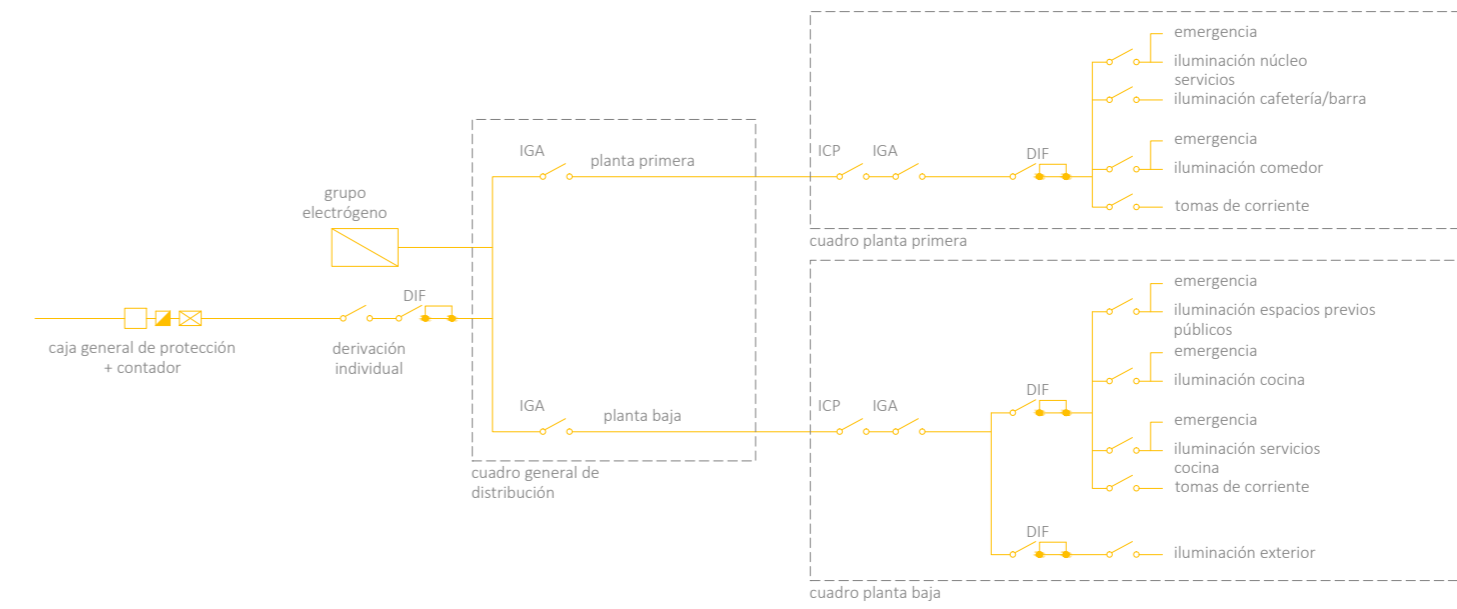 emergencia
iluminación núcleo
servicios
iluminación cafetería/barra
emergencia
iluminación comedor
tomas de corriente
ICP
IGA
DIF
cuadro planta primera
IGA
planta primera
grupo
electrógeno
DIF
caja general de protección
+ contador
derivación
individual
IGA
planta baja
cuadro general de
distribución
ICP
IGA
DIF
emergencia
iluminación espacios previos
públicos
emergencia
iluminación cocina
emergencia
iluminación servicios
cocina
tomas de corriente
DIF
iluminación exterior
cuadro planta baja